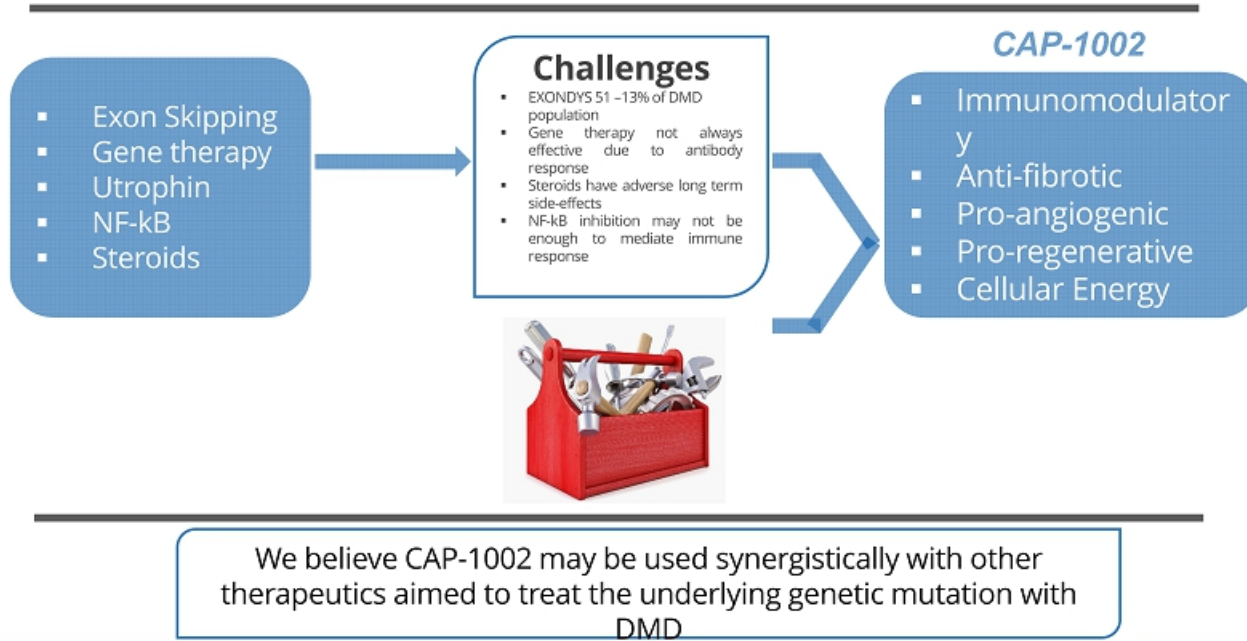 Exon Skipping
Gene therapy
Utrophin
NF-kB
Steroids
Challenges
EXONDYS 51 –13% of DMD
population
Gene therapy not always
effective due to antibody
response
Steroids have adverse long term
side-effects
NF-kB inhibition may not be
enough to mediate immune
response
CAP-1002
Immunomodulator
y
Anti-fibrotic
Pro-angiogenic
Pro-regenerative
Cellular Energy
We believe CAP-1002 may be used synergistically with other
therapeutics aimed to treat the underlying genetic mutation with
DMD